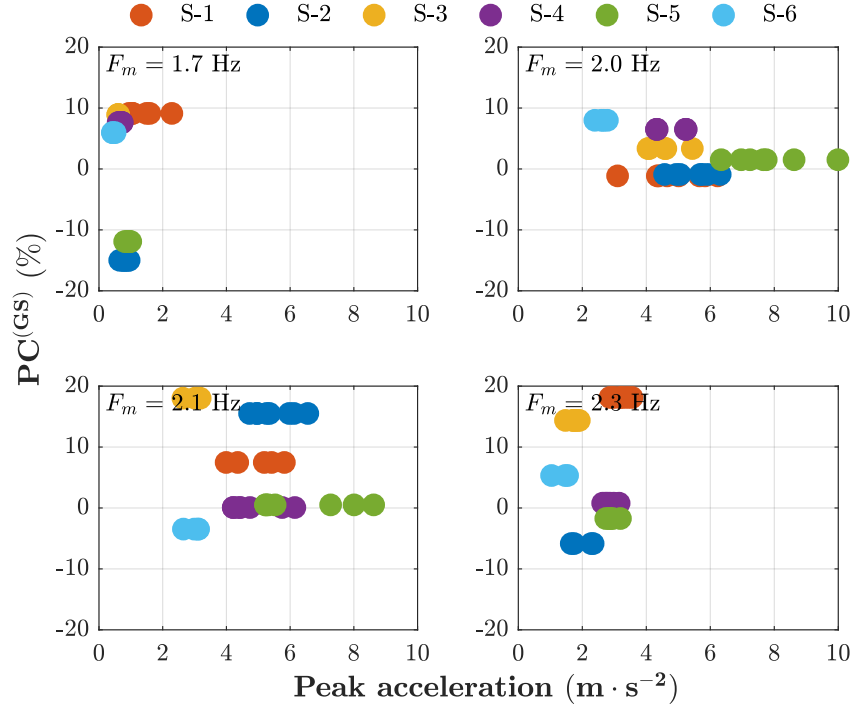 S-1 S-2 S-3 S-4 S-5 S-6
F_m = 1.7 Hz
20
10
0
-10
-20
0 2 4 6 8 10
F_m = 2.0 Hz
20
10
0
-10
-20
0 2 4 6 8 10
PC^(GS) (%)
F_m = 2.1 Hz
20
10
0
-10
-20
0 2 4 6 8 10
F_m = 2.3 Hz
20
10
0
-10
-20
0 2 4 6 8 10
Peak acceleration (m · s⁻²)